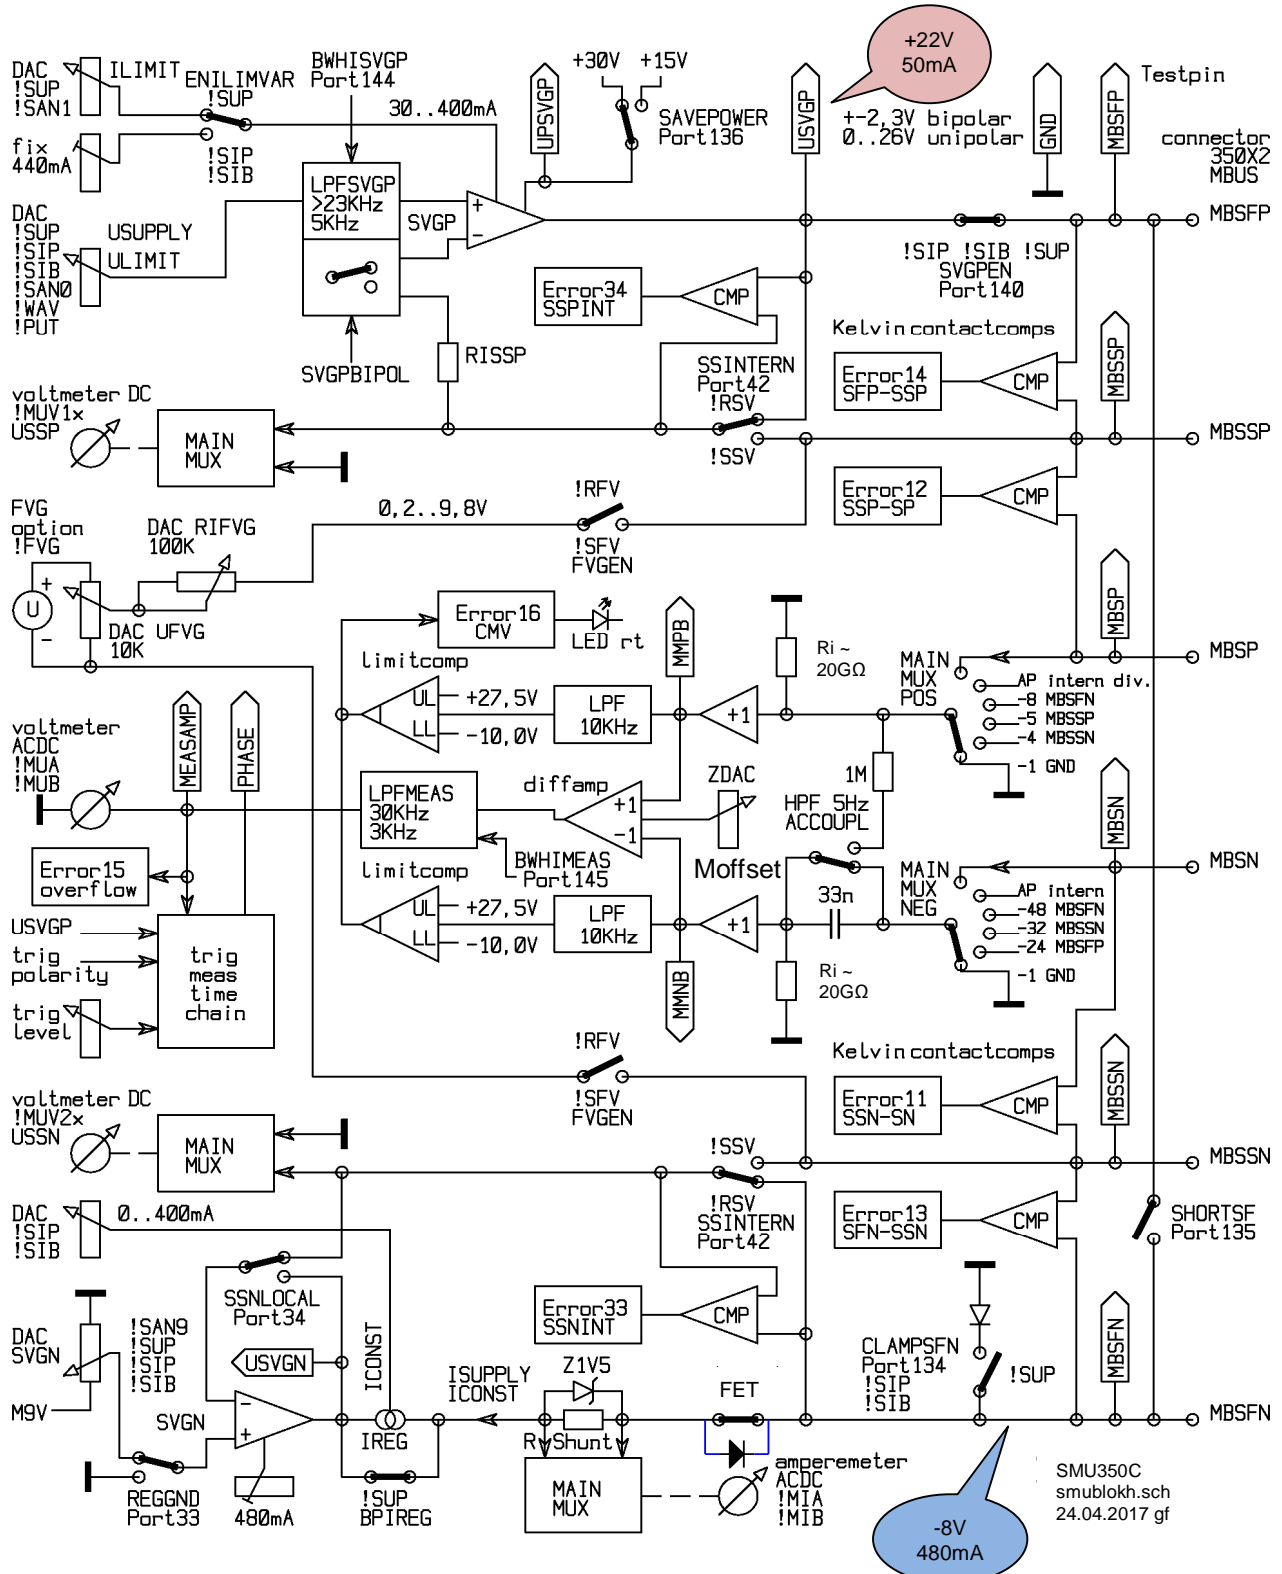 +22V
50mA
DAC
!SUP
!SAN1
ILIMIT
ENILIMVAR
!SUP
BWHISVGP
Port144
30..400mA
fix
440mA
!SIP
!SIB
UPSVGP
+30V
+15V
SAVEPOWER
Port136
USVGP
+-2,3V bipolar
0..26V unipolar
GND
MBSFP
Testpin
connector
350X2
MBUS
DAC
!SUP
!SIP
!SIB
!SAN0
!WAV
!PUT
USUPPLY
ULIMIT
LPFSVGP
>23KHz
5KHz
SVGP
+
−
MBSFP
!SIP !SIB !SUP
SVGPEN
Port140
Error34
SSPINT
CMP
Kelvin contactcomps
Error14
SFP-SSP
CMP
MBSSP
SVGPBIPOL
RISSP
SSINTERN
Port42
!RSV
!SSV
voltmeter DC
!MUV1x
USSP
MAIN
MUX
MBSSP
Error12
SSP-SP
CMP
FVG
option
!FVG
DAC RIFVG
100K
0,2..9,8V
!RFV
!SFV
FVGEN
+
U
−
DAC UFVG
10K
Error16
CMV
LED rt
MMPB
Ri ~
20GΩ
MBSP
MBSP
MAIN
MUX
POS
AP intern div.
-8 MBSFN
-5 MBSSP
-4 MBSSN
-1 GND
limitcomp
UL
LL
+27,5V
-10,0V
LPF
10KHz
+1
voltmeter
ACDC
!MUA
!MUB
MEASAMP
PHASE
LPFMEAS
30KHz
3KHz
diffamp
+1
−1
ZDAC
1M
HPF 5Hz
ACCOUPL
BWHIMEAS
Port145
Moffset
MBSN
MBSN
Error15
overflow
limitcomp
UL
LL
+27,5V
-10,0V
LPF
10KHz
+1
33n
MAIN
MUX
NEG
AP intern
-48 MBSFN
-32 MBSSN
-24 MBSFP
-1 GND
USVGP
trig
polarity
trig
level
trig
meas
time
chain
MMNB
Ri ~
20GΩ
!RFV
!SFV
FVGEN
Kelvin contactcomps
Error11
SSN-SN
CMP
MBSSN
voltmeter DC
!MUV2x
USSN
MAIN
MUX
!SSV
MBSSN
!RSV
SSINTERN
Port42
Error13
SFN-SSN
CMP
SHORTSF
Port135
DAC
!SIP
!SIB
0..400mA
SSNLOCAL
Port34
ICONST
Error33
SSNINT
CMP
DAC
SVGN
!SAN9
!SUP
!SIP
!SIB
USVGN
M9V
SVGN
−
+
ISUPPLY
ICONST
Z1V5
FET
CLAMPSFN
Port134
!SIP
!SIB
!SUP
MBSFN
MBSFN
IREG
R Shunt
REGGND
Port33
480mA
!SUP
BPIREG
MAIN
MUX
amperemeter
ACDC
!MIA
!MIB
-8V
480mA
SMU350C
smublokh.sch
24.04.2017 gf